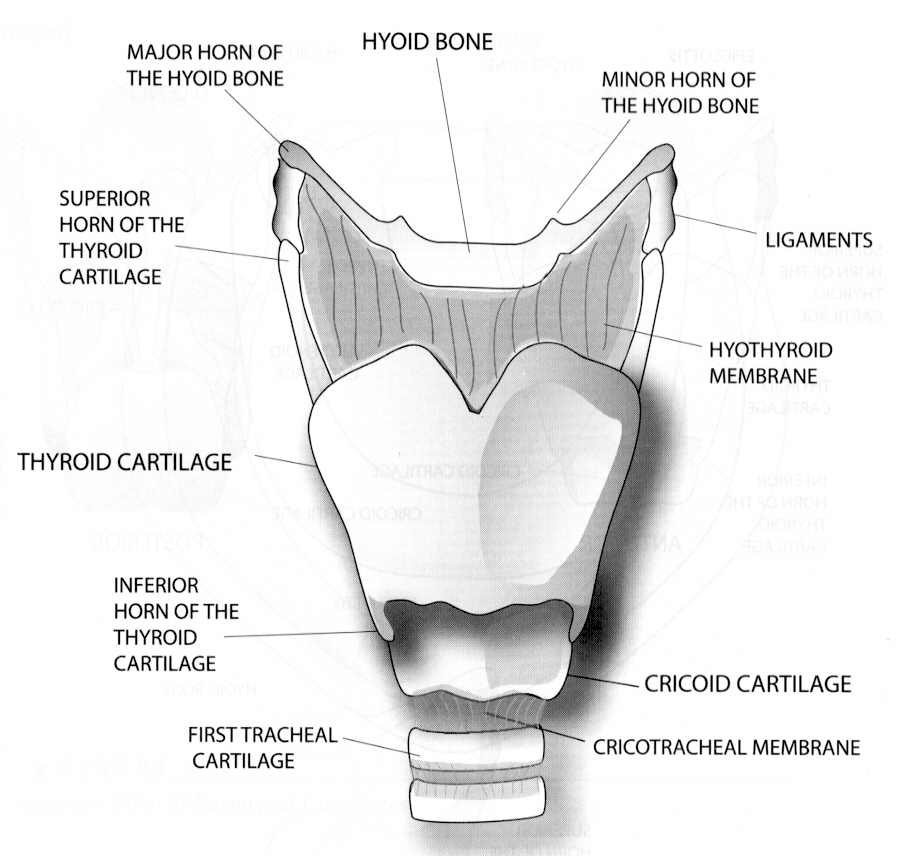 HYOID BONE
MAJOR HORN OF
THE HYOID BONE
MINOR HORN OF
THE HYOID BONE
SUPERIOR
HORN OF THE
THYROID
CARTILAGE
LIGAMENTS
HYOTHYROID
MEMBRANE
THYROID CARTILAGE
INFERIOR
HORN OF THE
THYROID
CARTILAGE
CRICOID CARTILAGE
FIRST TRACHEAL
CARTILAGE
CRICOTRACHEAL MEMBRANE